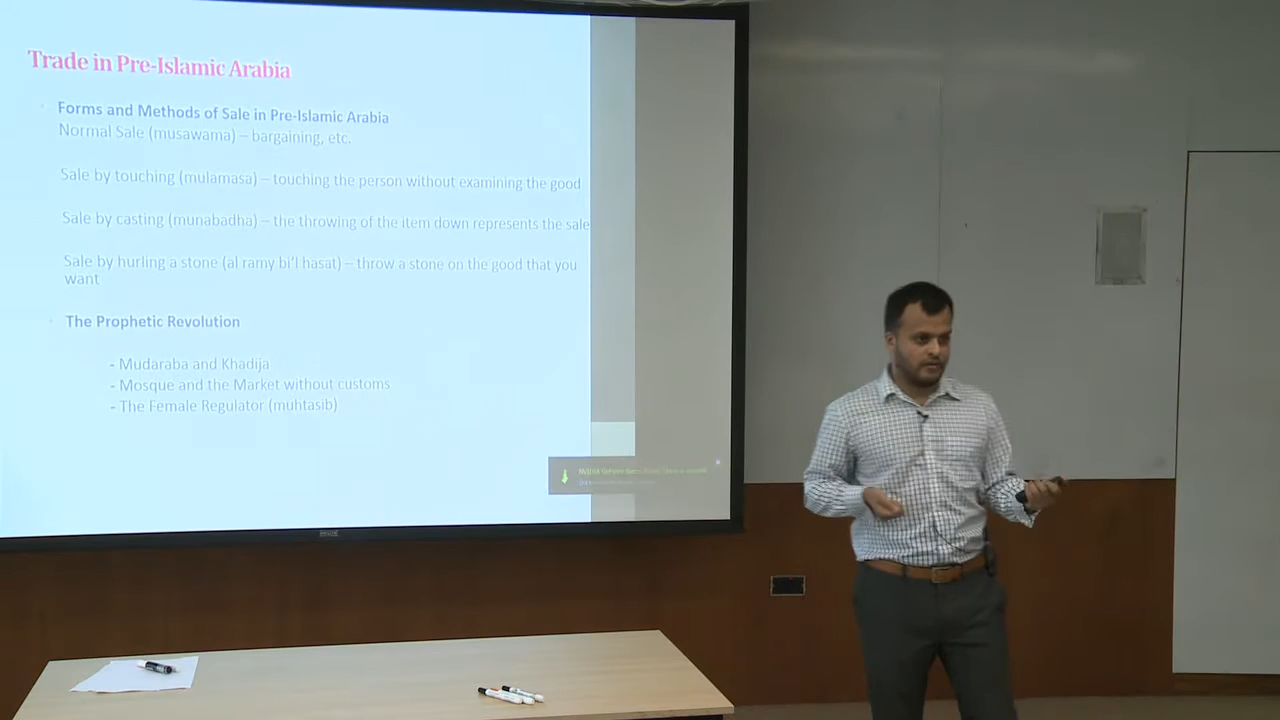 Trade in Pre-Islamic Arabia
Forms and Methods of Sale in Pre-Islamic Arabia
Normal Sale (musawama) – bargaining, etc.
Sale by touching (mulamasa) – touching the person without examining the good
Sale by casting (munabadha) – the throwing of the item down represents the sale
Sale by hurling a stone (al ramy bi'l hasat) – throw a stone on the good that you
want
The Prophetic Revolution
- Mudaraba and Khadija
- Mosque and the Market without customs
- The Female Regulator (muhtasib)